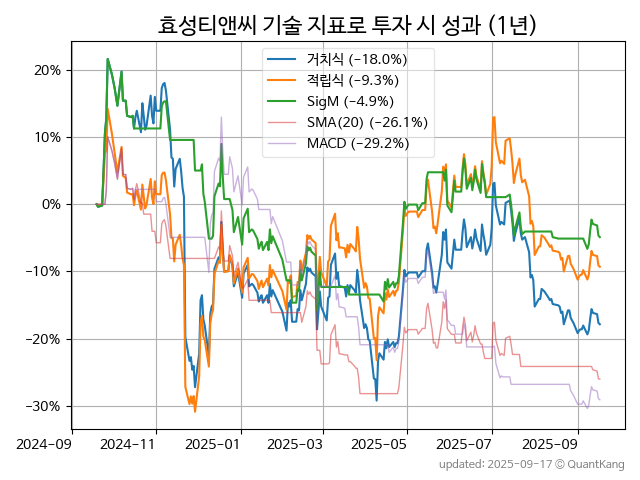 효성티앤씨 기술 지표로 투자 시 성과 (1년)
거치식 (−18.0%)
적립식 (−9.3%)
SigM (−4.9%)
SMA(20) (−26.1%)
MACD (−29.2%)
20%
10%
0%
−10%
−20%
−30%
2024-09 2024-11 2025-01 2025-03 2025-05 2025-07 2025-09
updated: 2025-09-17 © QuantKang